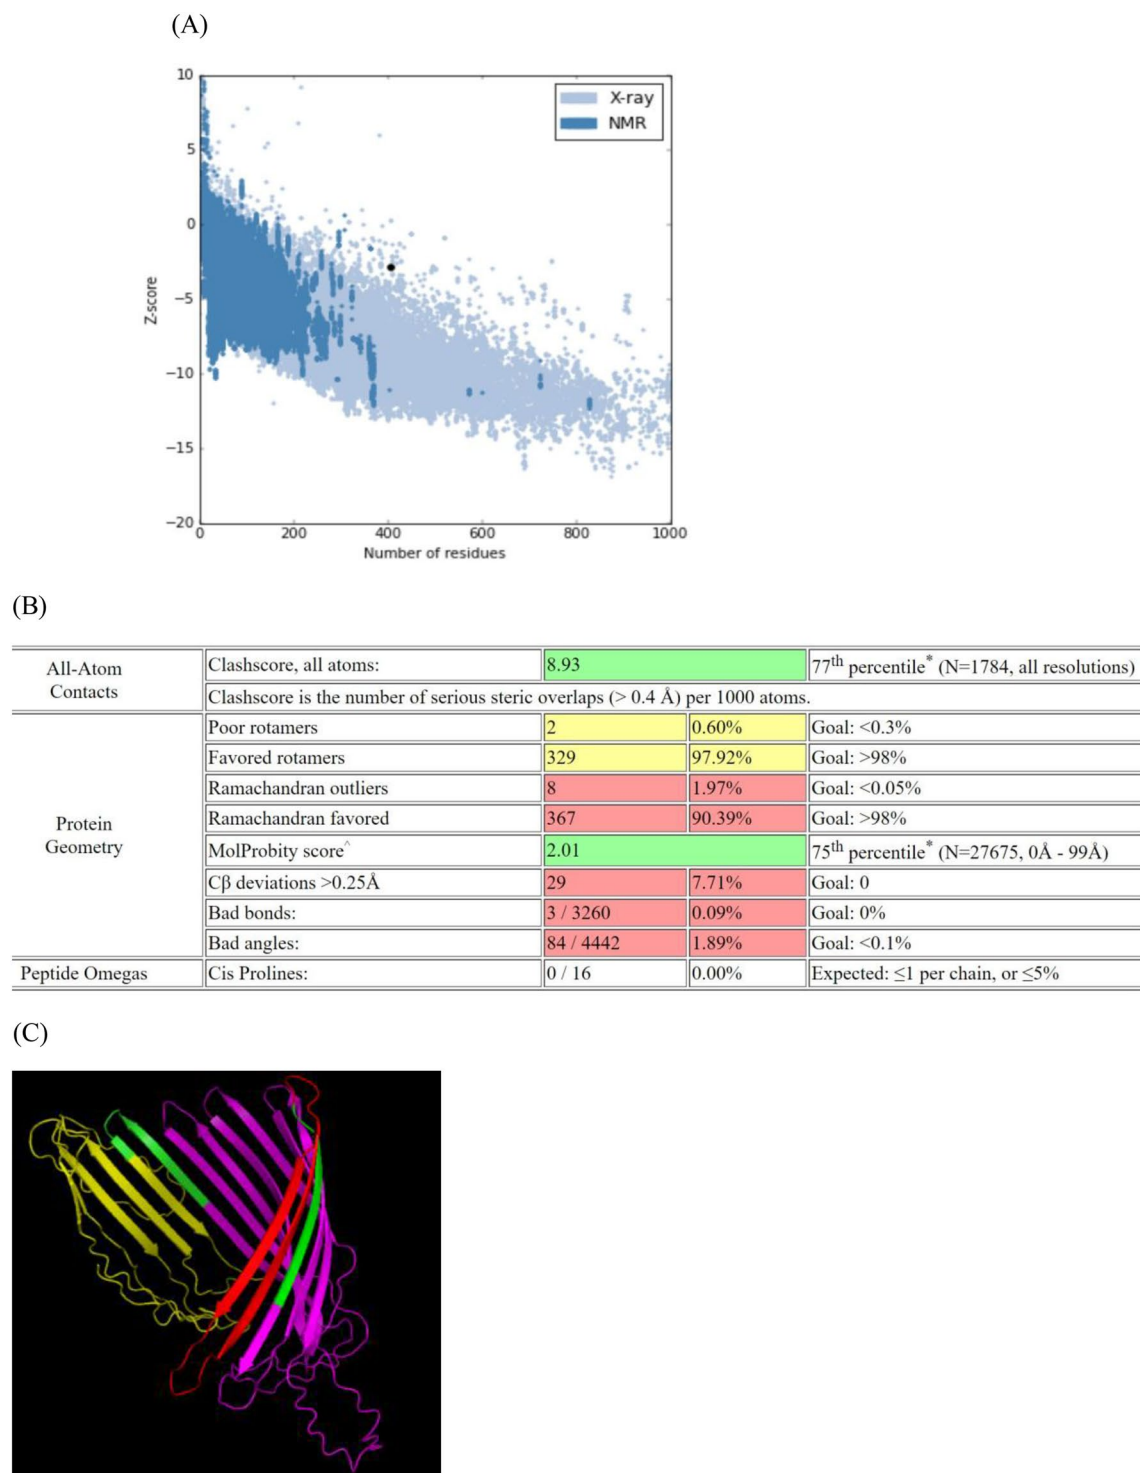 (A)
10
5
0
−5
−10
−15
−20
Z-score
X-ray
NMR
0 200 400 600 800 1000
Number of residues
(B)
All-Atom Contacts
Clashscore, all atoms: 8.93 77th percentile* (N=1784, all resolutions)
Clashscore is the number of serious steric overlaps (> 0.4 Å) per 1000 atoms.
Protein Geometry
Poor rotamers 2 0.60% Goal: <0.3%
Favored rotamers 329 97.92% Goal: >98%
Ramachandran outliers 8 1.97% Goal: <0.05%
Ramachandran favored 367 90.39% Goal: >98%
MolProbity score^ 2.01 75th percentile* (N=27675, 0Å - 99Å)
Cβ deviations >0.25Å 29 7.71% Goal: 0
Bad bonds: 3 / 3260 0.09% Goal: 0%
Bad angles: 84 / 4442 1.89% Goal: <0.1%
Peptide Omegas Cis Prolines: 0 / 16 0.00% Expected: ≤1 per chain, or ≤5%
(C)